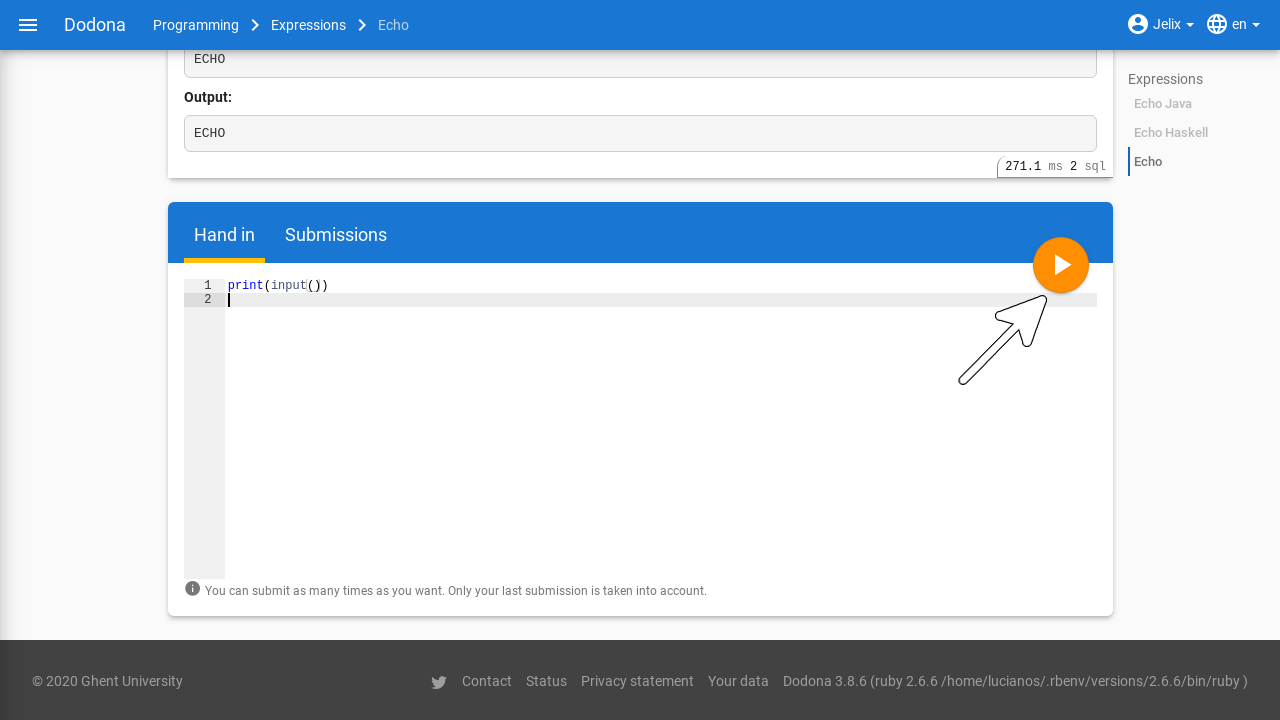 Dodona Programming Expressions Echo Jelix en
ECHO
Output:
ECHO
271.1 ms 2 sql
Expressions
Echo Java
Echo Haskell
Echo
Hand in Submissions
1 print(input())
2
You can submit as many times as you want. Only your last submission is taken into account.
© 2020 Ghent University Contact Status Privacy statement Your data Dodona 3.8.6 (ruby 2.6.6 /home/lucianos/.rbenv/versions/2.6.6/bin/ruby )